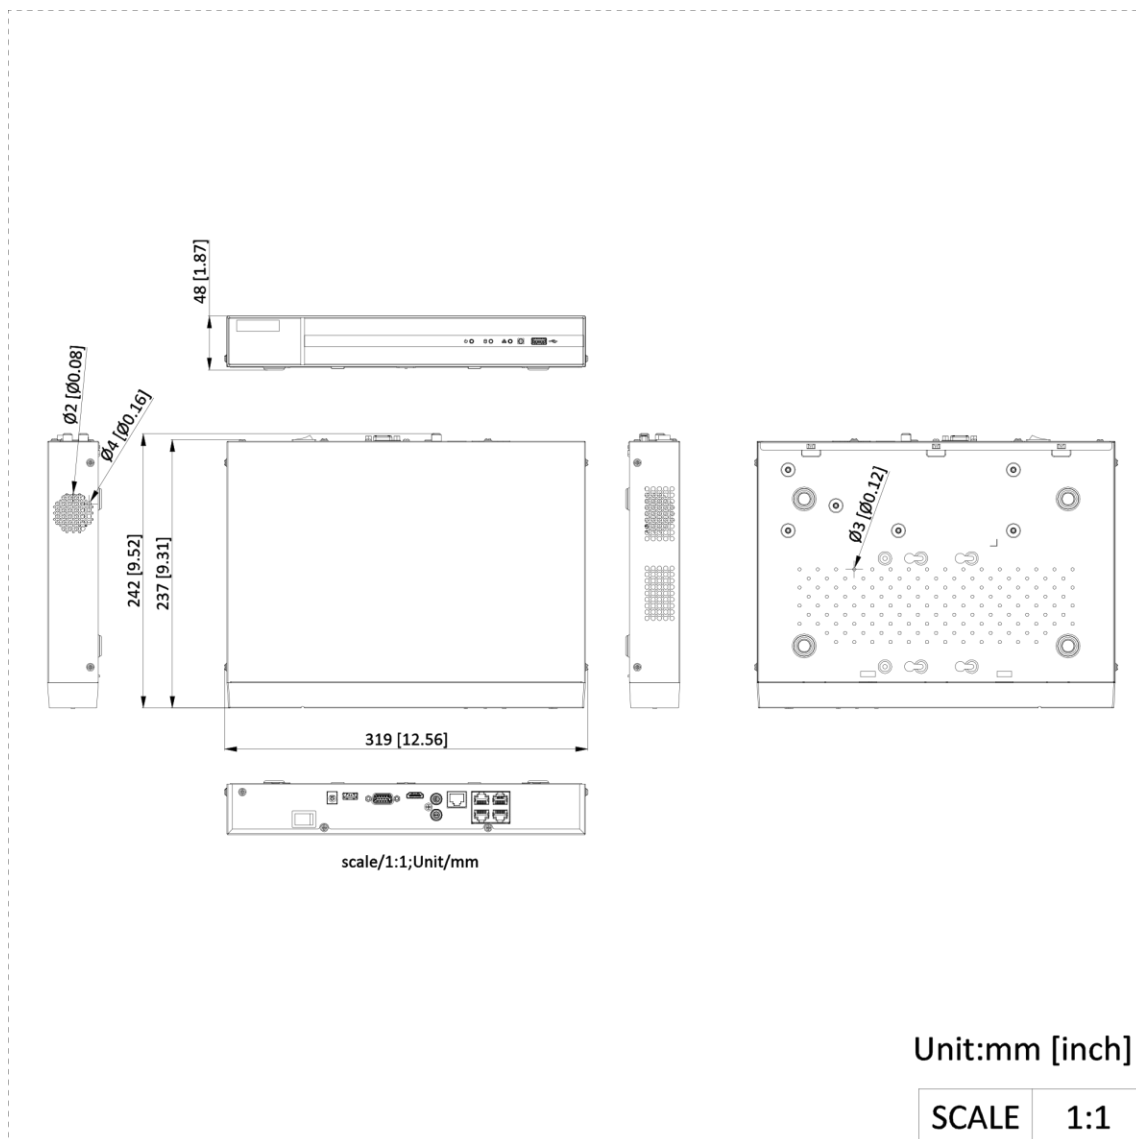 48 [1.87]
Ø2 [Ø0.08]
Ø4 [Ø0.16]
242 [9.52]
237 [9.31]
Ø3 [Ø0.12]
319 [12.56]
scale/1:1;Unit/mm
Unit:mm [inch]
SCALE 1:1